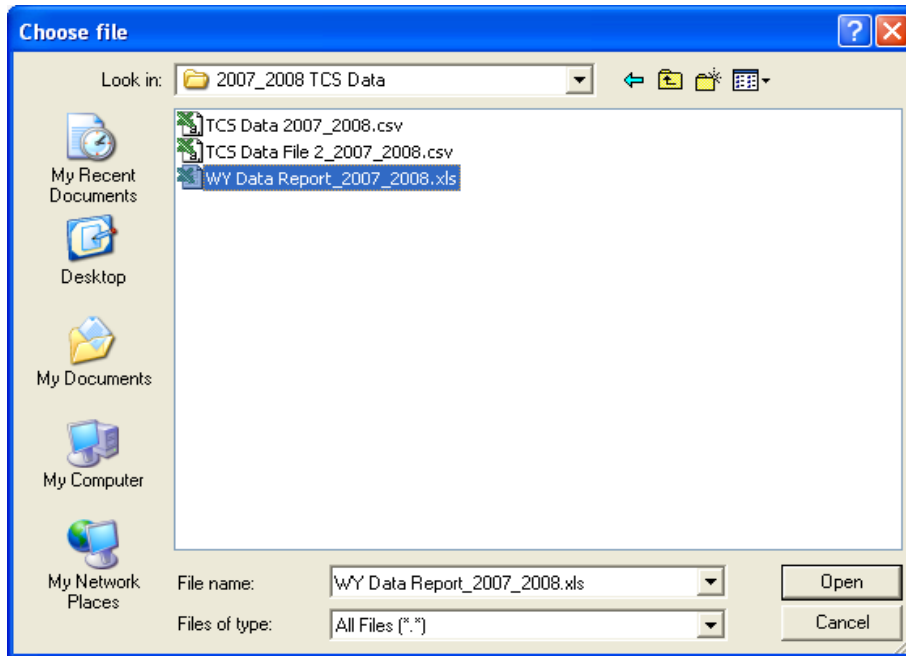 Choose file
Look in: 2007_2008 TCS Data
TCS Data 2007_2008.csv
TCS Data File 2_2007_2008.csv
WY Data Report_2007_2008.xls
My Recent
Documents
Desktop
My Documents
My Computer
My Network
Places
File name: WY Data Report_2007_2008.xls Open
Files of type: All Files (*.*) Cancel